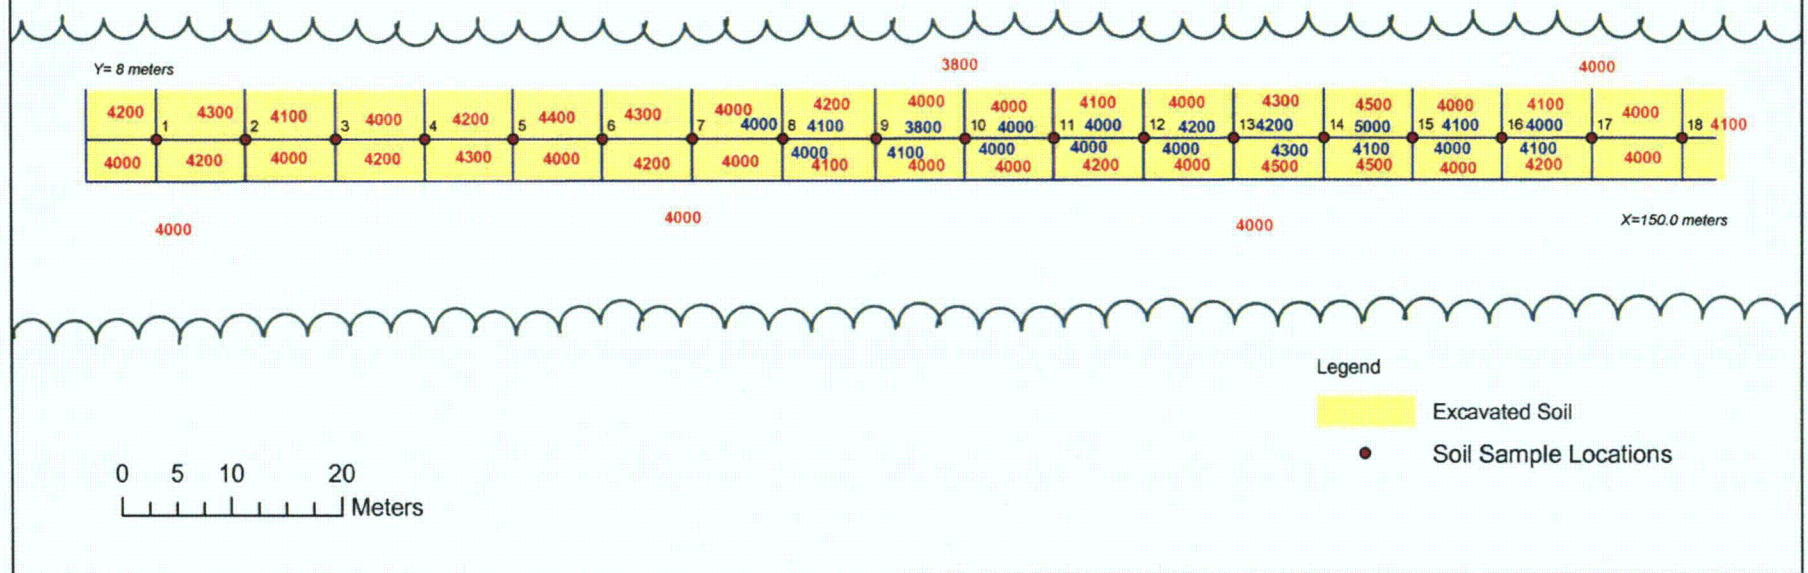 3800 4000
Y= 8 meters
4200 4300 4100 4000 4200 4400 4300 4000 4200 4000 4000 4100 4000 4300 4500 4000 4100 4000
1 2 3 4 5 6 7 4000 8 4100 9 3800 10 4000 11 4000 12 4200 13 4200 14 5000 15 4100 16 4000 17 18 4100
4000 4100 4000 4000 4000 4300 4100 4000 4100
4000 4200 4000 4200 4300 4000 4200 4000 4100 4000 4000 4200 4000 4500 4500 4000 4200 4000
4000 4000 4000
X=150.0 meters
Legend
Excavated Soil
Soil Sample Locations
0 5 10 20
Meters